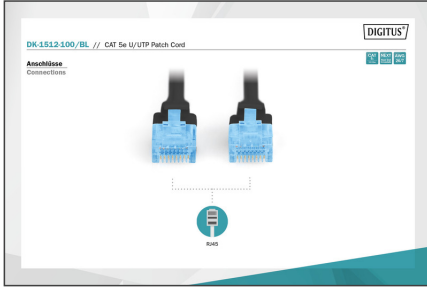 DIGITUS®
DK-1512-100/BL // CAT 5e U/UTP Patch Cord
Anschlüsse
Connections
RJ45